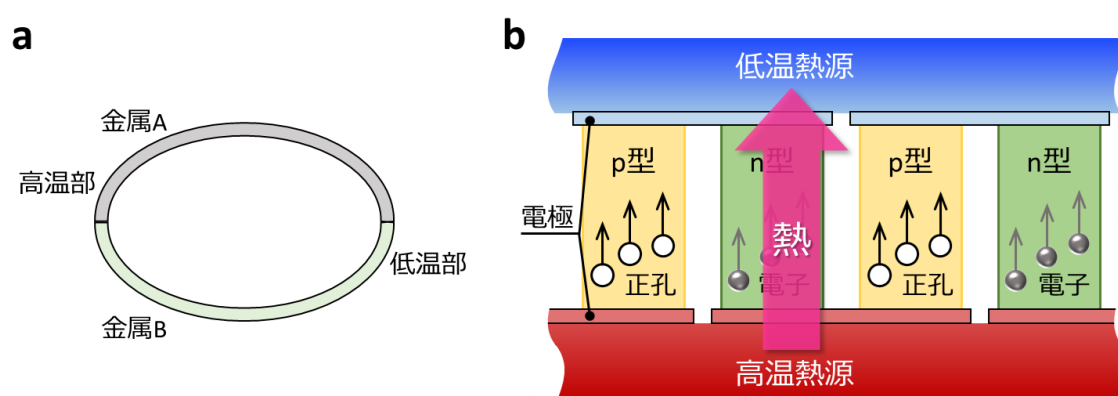 a
金属A
高温部
低温部
金属B
b
低温熱源
p型
n型
p型
n型
電極
熱
正孔
電子
正孔
電子
高温熱源